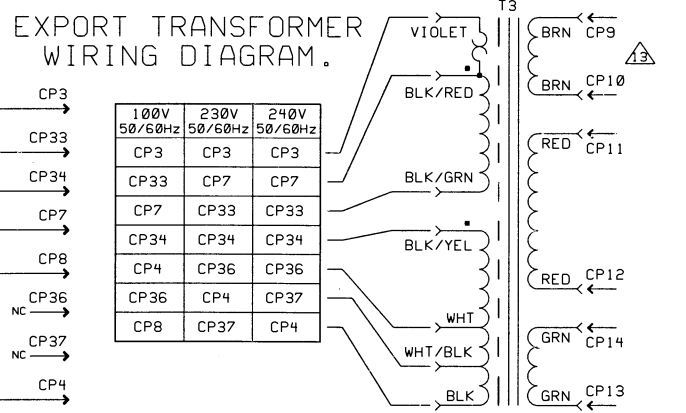 EXPORT TRANSFORMER
WIRING DIAGRAM.
T3
VIOLET
BRN CP9
13
BRN CP10
BLK/RED
CP3
CP33
CP34
CP7
CP8
NC CP36
NC CP37
CP4
100V 230V 240V
50/60Hz 50/60Hz 50/60Hz
CP3 CP3 CP3
CP33 CP7 CP7
CP7 CP33 CP33
CP34 CP34 CP34
CP4 CP36 CP36
CP36 CP4 CP37
CP8 CP37 CP4
RED CP11
BLK/GRN
BLK/YEL
RED CP12
WHT
GRN CP14
WHT/BLK
BLK
GRN CP13